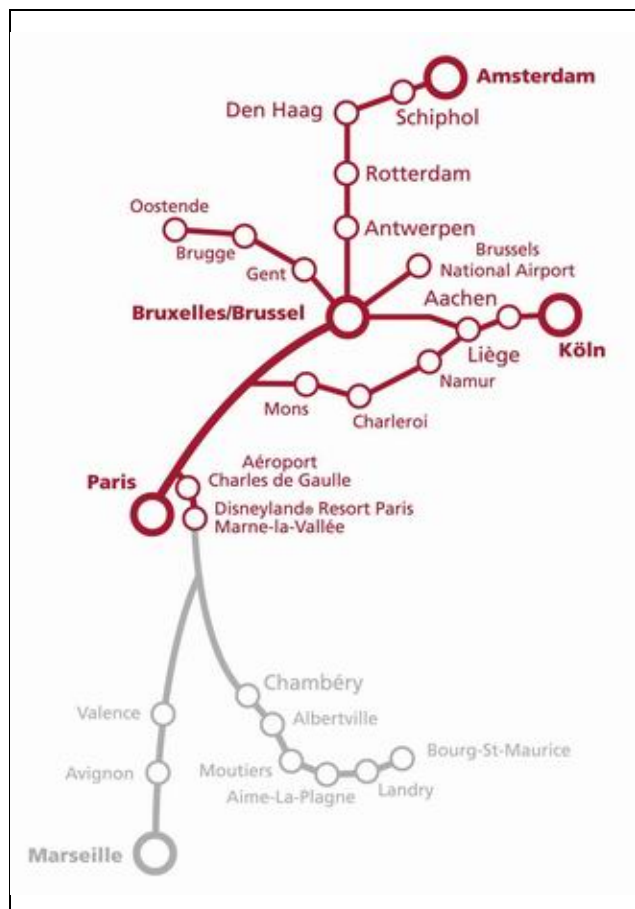 Amsterdam
Schiphol
Den Haag
Rotterdam
Oostende
Brugge
Gent
Antwerpen
Brussels
National Airport
Bruxelles/Brussel
Aachen
Liège
Köln
Namur
Mons
Charleroi
Aéroport
Charles de Gaulle
Paris
Disneyland® Resort Paris
Marne-la-Vallée
Chambéry
Valence
Albertville
Bourg-St-Maurice
Moutiers
Avignon
Aime-La-Plagne
Landry
Marseille